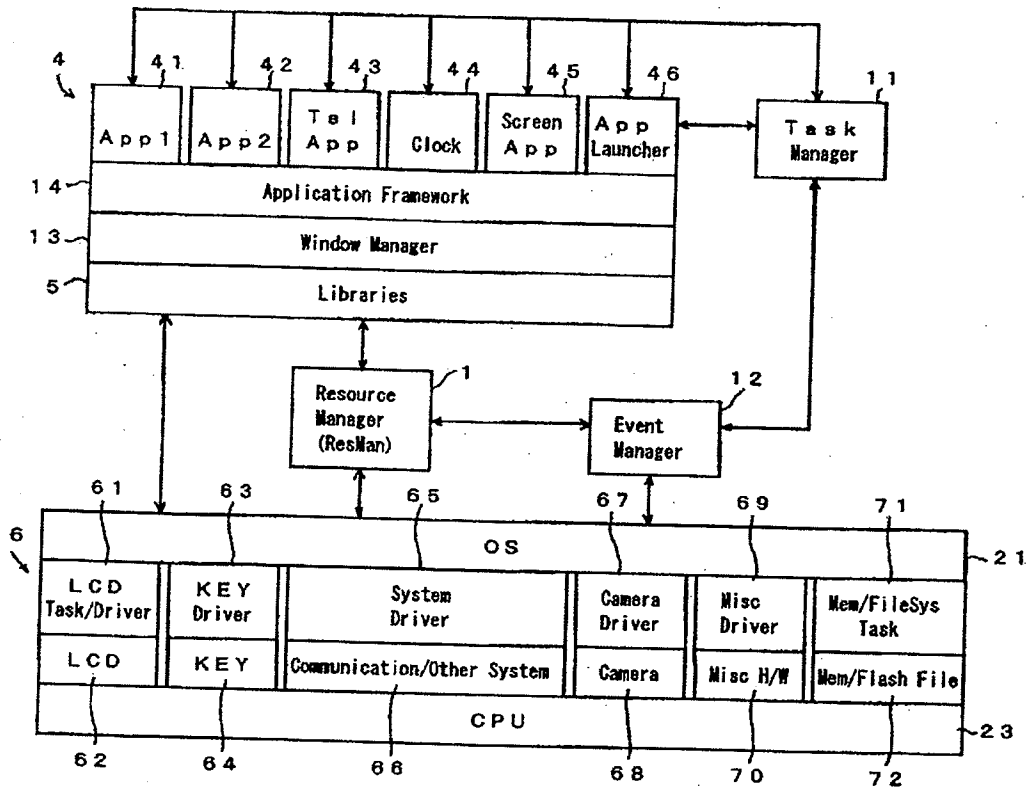 4
41
42
43
44
45
46
11
App1
App2
Tel
App
Clock
Screen
App
App
Launcher
Task
Manager
14
Application Framework
13
Window Manager
5
Libraries
1
Resource
Manager
(ResMan)
12
Event
Manager
61
63
65
67
69
71
6
OS
21
LCD
Task/Driver
KEY
Driver
System
Driver
Camera
Driver
Misc
Driver
Mem/FileSys
Task
LCD
KEY
Communication/Other System
Camera
Misc H/W
Mem/Flash File
CPU
23
62
64
66
68
70
72